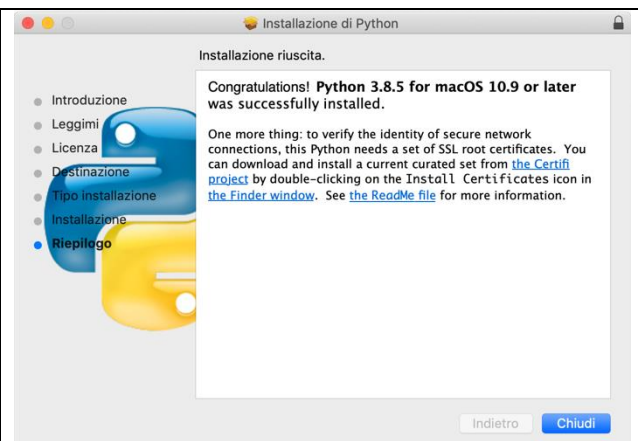 Installazione di Python
Installazione riuscita.
Introduzione
Leggimi
Licenza
Destinazione
Tipo installazione
Installazione
Riepilogo
Congratulations! Python 3.8.5 for macOS 10.9 or later
was successfully installed.
One more thing: to verify the identity of secure network
connections, this Python needs a set of SSL root certificates. You
can download and install a current curated set from the Certifi
project by double-clicking on the Install Certificates icon in
the Finder window. See the ReadMe file for more information.
Indietro
Chiudi